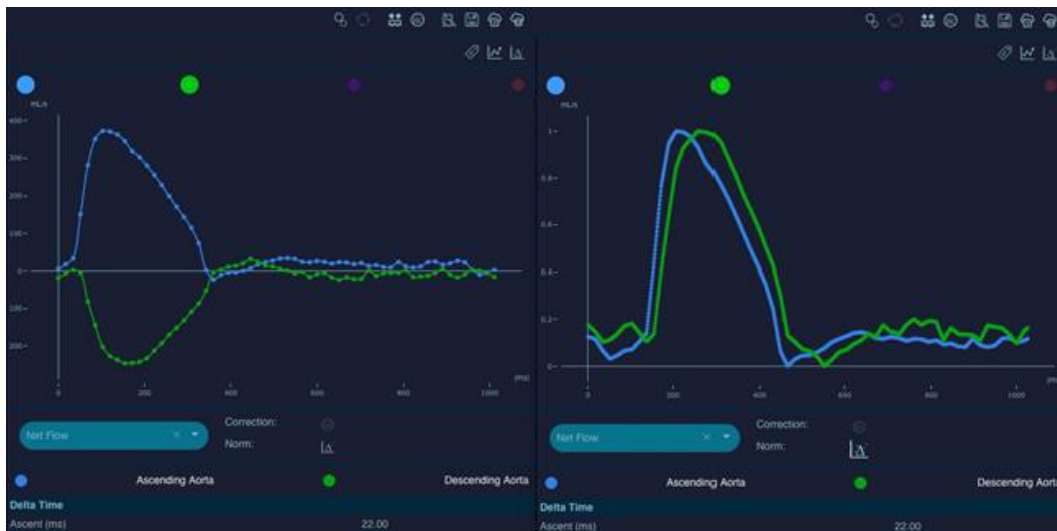 mL/s
400
300
200
100
0
100
200
0
200
400
600
800
1000
(ms)
Net Flow
Correction:
Norm:
Ascending Aorta
Descending Aorta
Delta Time
Ascent (ms)
22.00
mL/s
1
0.8
0.6
0.4
0.2
0
0
200
400
600
800
1000
(ms)
Net Flow
Correction:
Norm:
Ascending Aorta
Descending Aorta
Delta Time
Ascent (ms)
22.00